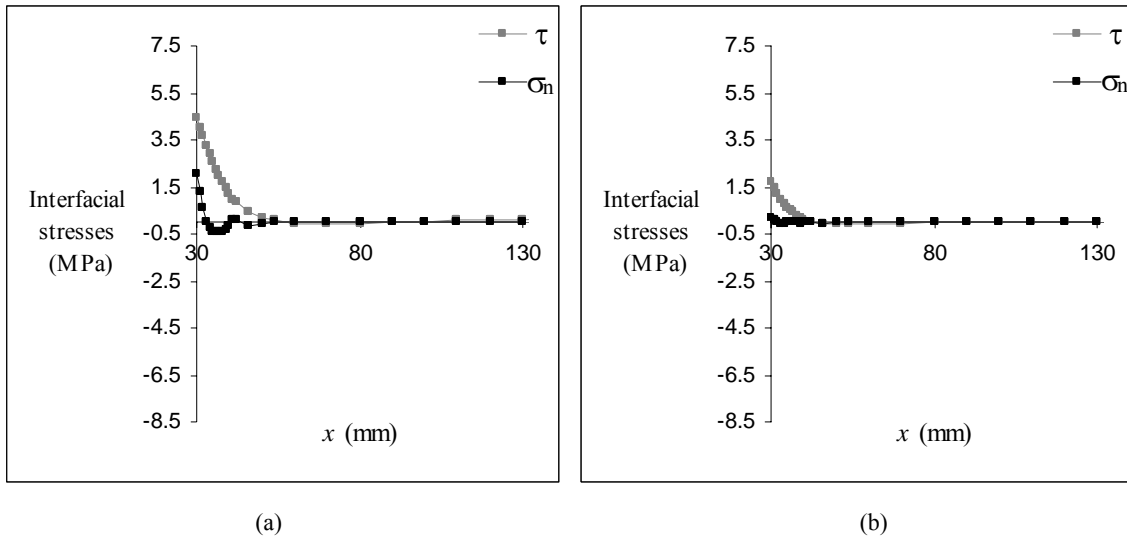 7.5
5.5
3.5
1.5
-0.5
-2.5
-4.5
-6.5
-8.5
30
80
130
Interfacial
stresses
(MPa)
x (mm)
τ
σn
(a)
7.5
5.5
3.5
1.5
-0.5
-2.5
-4.5
-6.5
-8.5
30
80
130
Interfacial
stresses
(MPa)
x (mm)
τ
σn
(b)